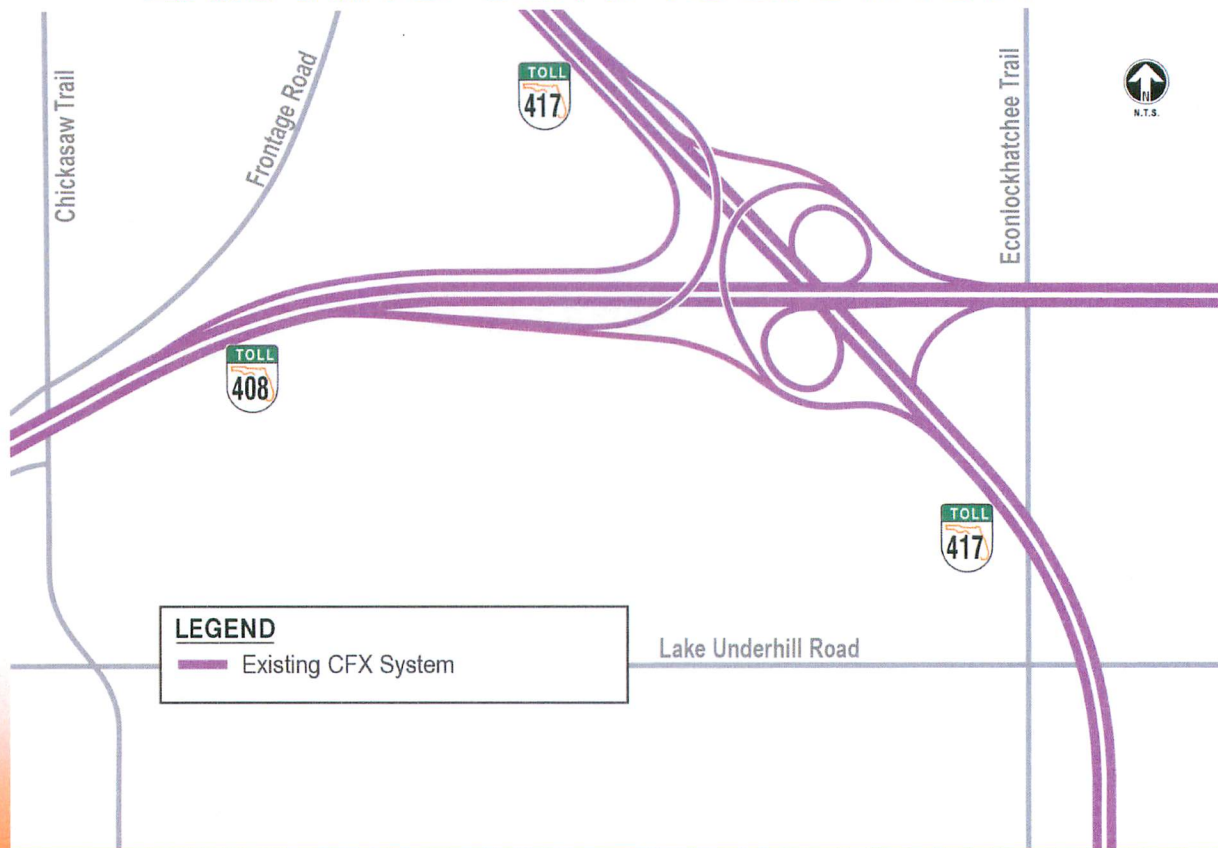 Chickasaw Trail
Frontage Road
TOLL
417
Econlockhatchee Trail
N
N.T.S.
TOLL
408
TOLL
417
LEGEND
Existing CFX System
Lake Underhill Road